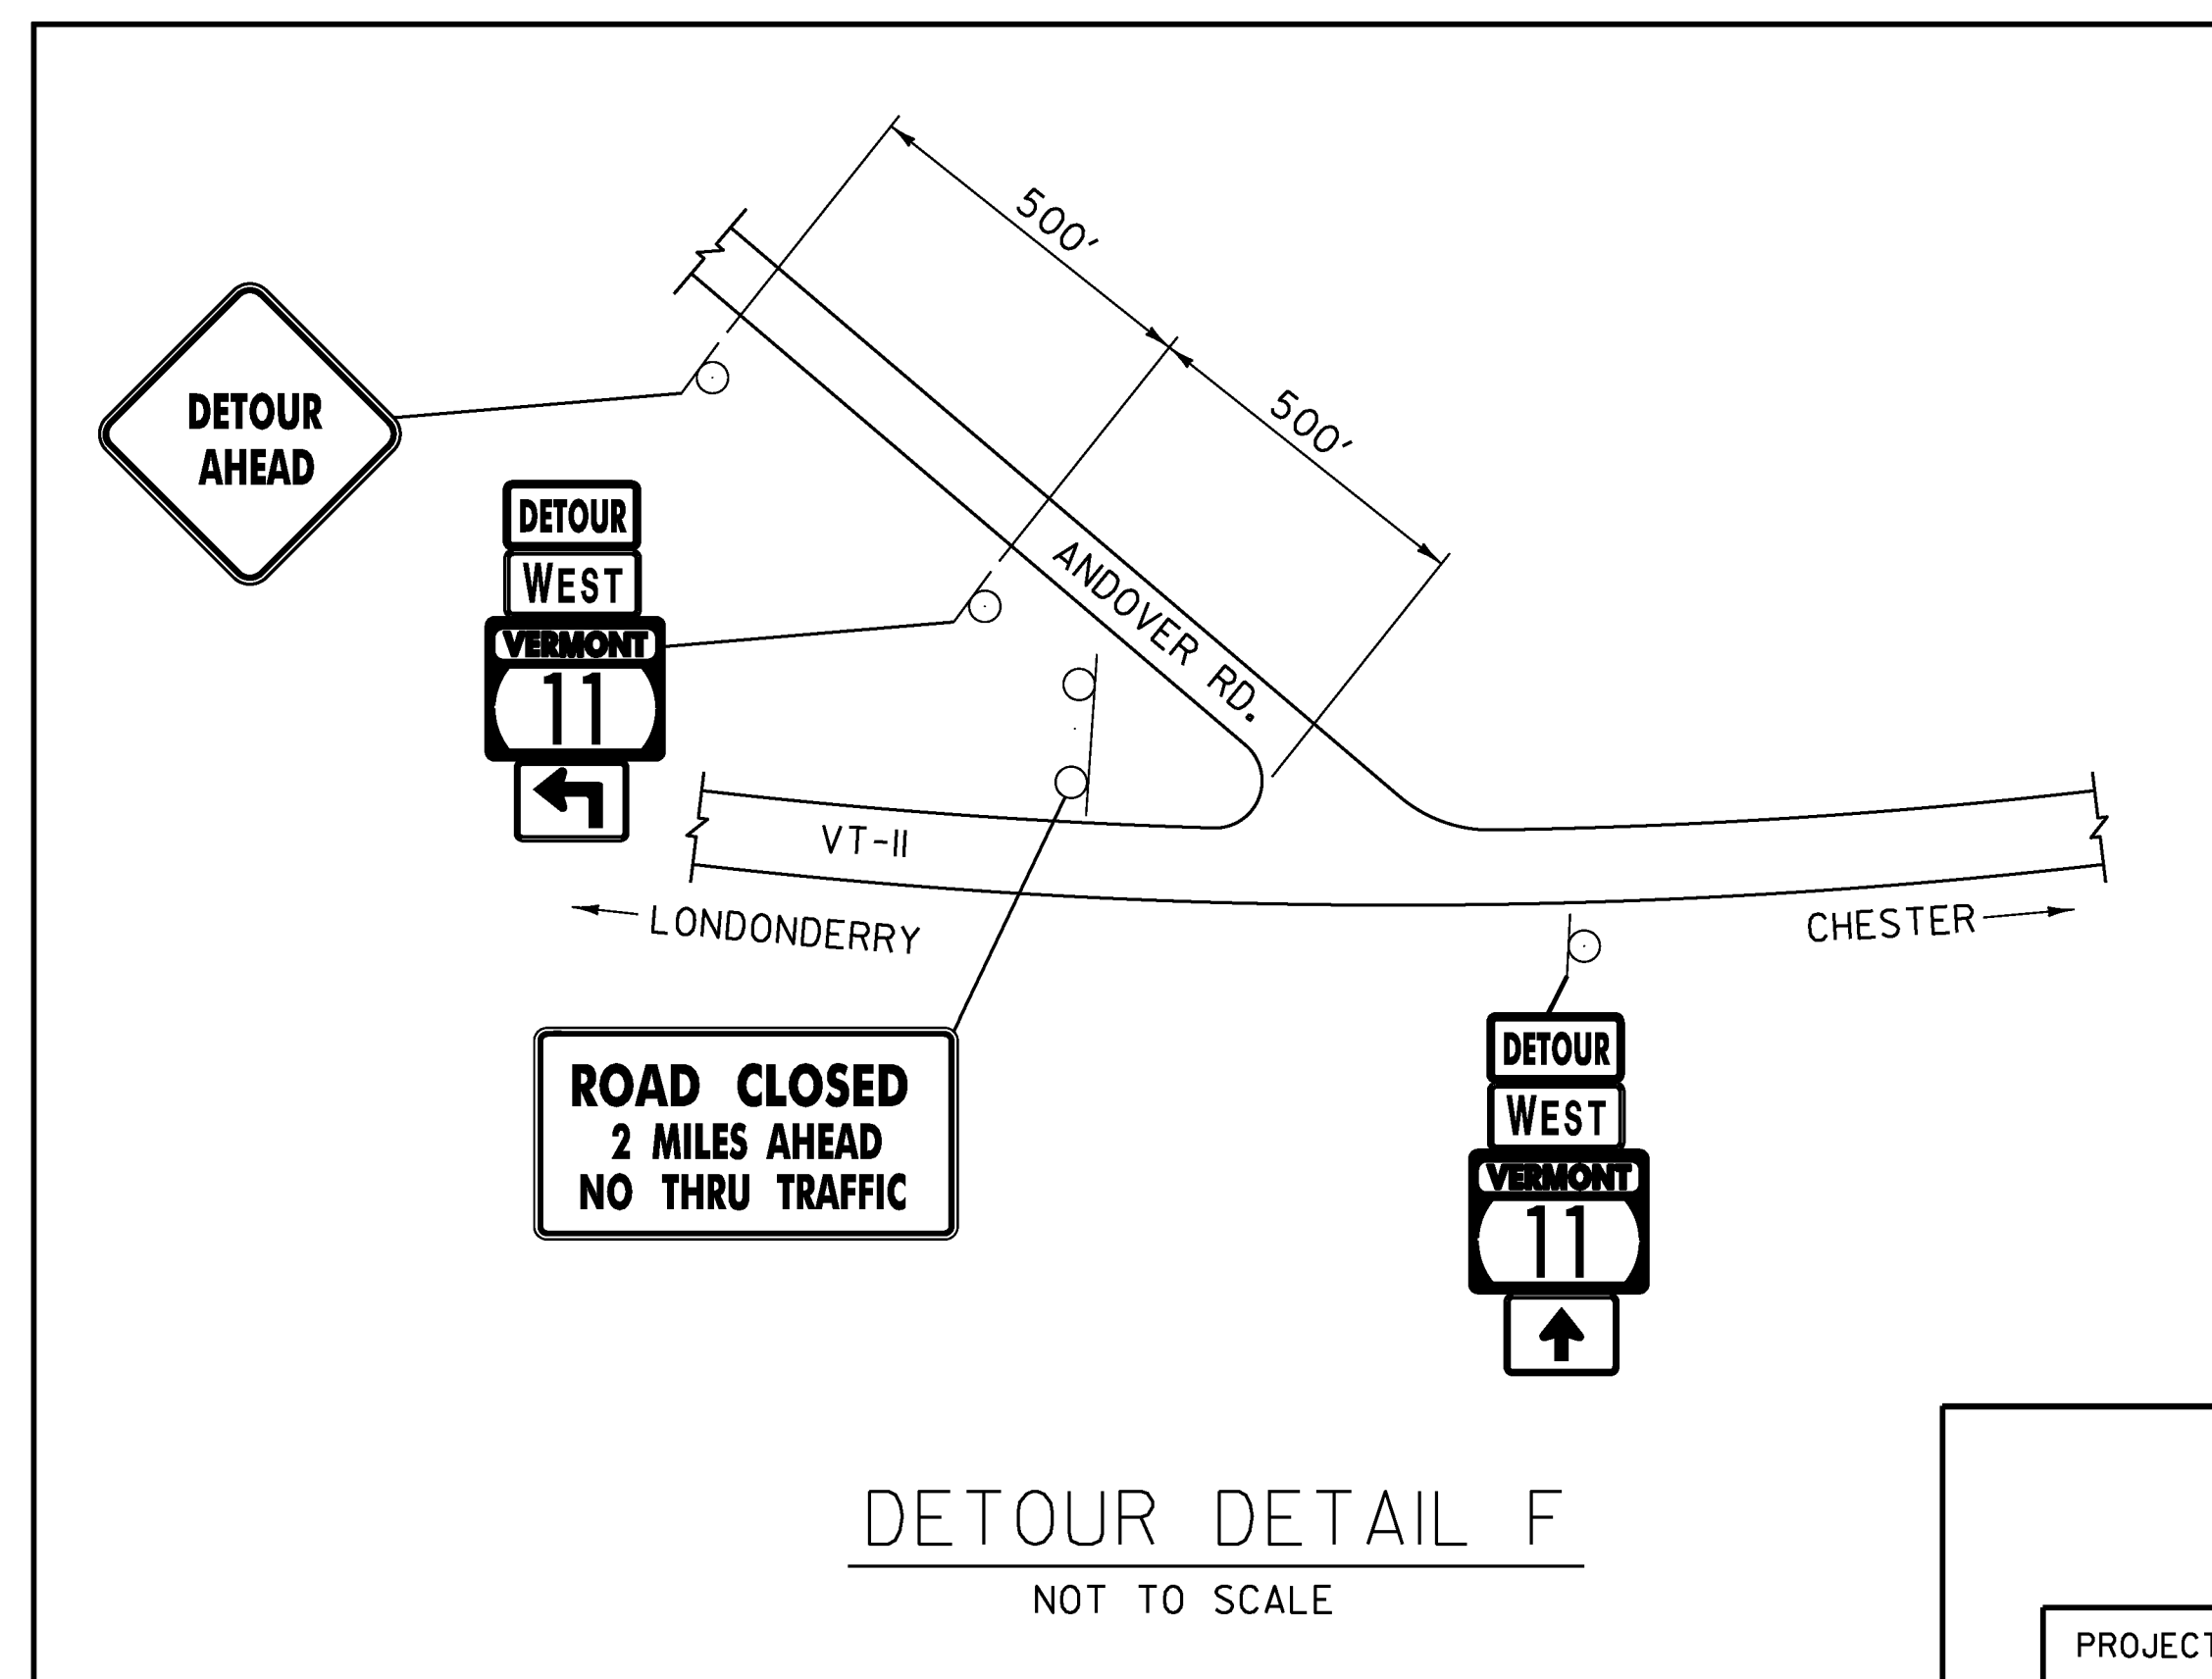 500'
500'
DETOUR
AHEAD
DETOUR
WEST
VERMONT
11
ANDOVER RD.
VT-11
LONDONDERRY
CHESTER
ROAD CLOSED
2 MILES AHEAD
NO THRU TRAFFIC
DETOUR
WEST
VERMONT
11
DETOUR DETAIL F
NOT TO SCALE
PROJECT